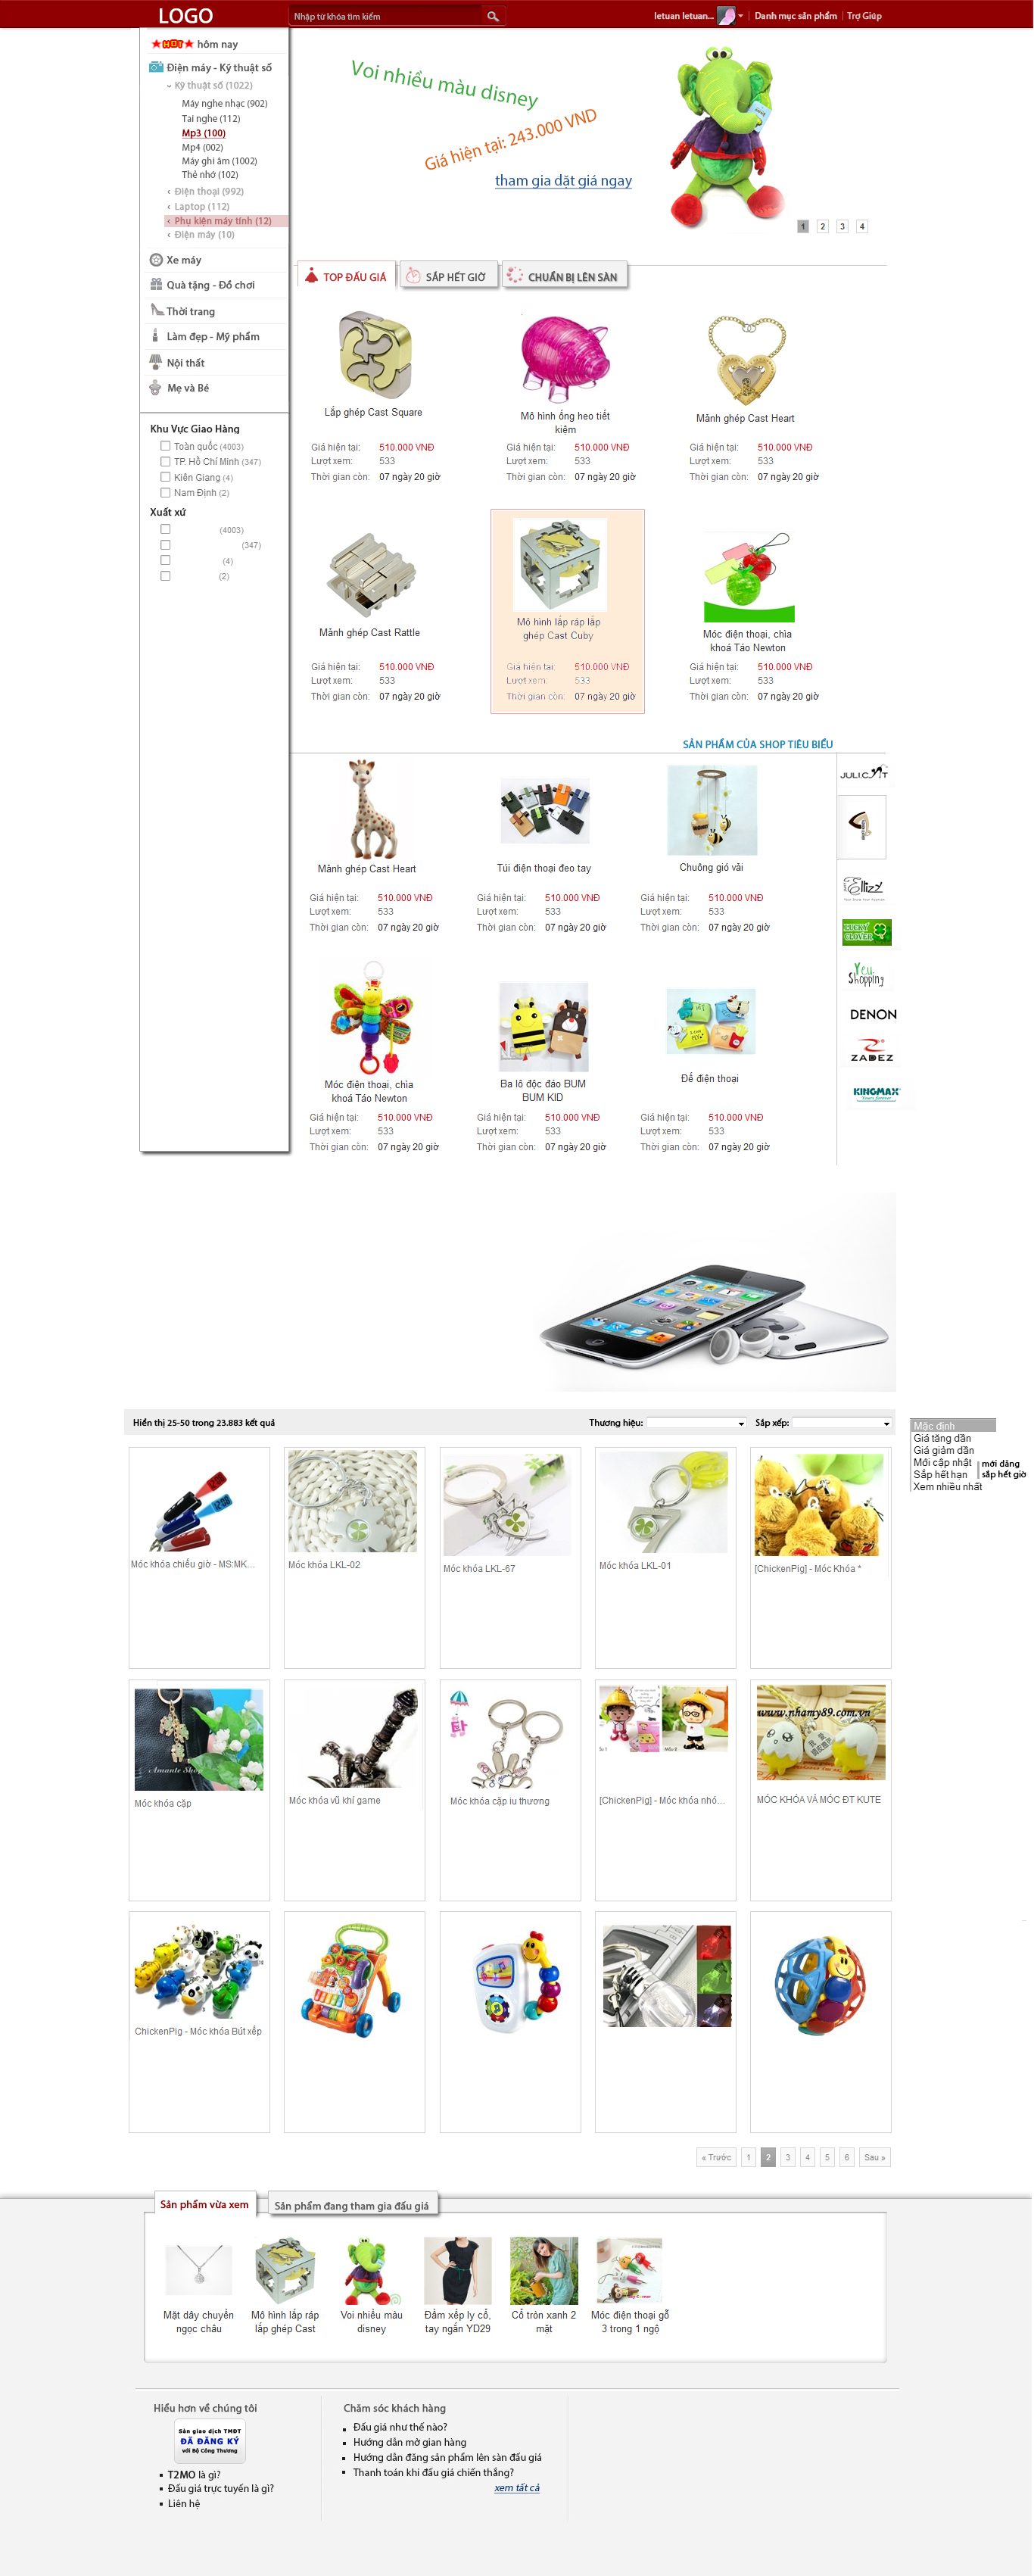 LOGO
Nhập từ khóa tìm kiếm
letuan letuan...
Danh mục sản phẩm
Trợ Giúp
HOT hôm nay
Điện máy - Kỹ thuật số
Kỹ thuật số (1022)
Máy nghe nhạc (902)
Tai nghe (112)
Mp3 (100)
Mp4 (002)
Máy ghi âm (1002)
Thẻ nhớ (102)
Điện thoại (992)
Laptop (112)
Phụ kiện máy tính (12)
Điện máy (10)
Xe máy
Quà tặng - Đồ chơi
Thời trang
Làm đẹp - Mỹ phẩm
Nội thất
Mẹ và Bé
Khu Vực Giao Hàng
Toàn quốc (4003)
TP. Hồ Chí Minh (347)
Kiên Giang (4)
Nam Định (2)
Xuất xứ
(4003)
(347)
(4)
(2)
Voi nhiều màu disney
Giá hiện tại: 243.000 VND
tham gia đặt giá ngay
1 2 3 4
TOP ĐẤU GIÁ
SẮP HẾT GIỜ
CHUẨN BỊ LÊN SÀN
Lắp ghép Cast Square
Giá hiện tại: 510.000 VNĐ
Lượt xem: 533
Thời gian còn: 07 ngày 20 giờ
Mô hình ống heo tiết
kiệm
Giá hiện tại: 510.000 VNĐ
Lượt xem: 533
Thời gian còn: 07 ngày 20 giờ
Mãnh ghép Cast Heart
Giá hiện tại: 510.000 VNĐ
Lượt xem: 533
Thời gian còn: 07 ngày 20 giờ
Mãnh ghép Cast Rattle
Giá hiện tại: 510.000 VNĐ
Lượt xem: 533
Thời gian còn: 07 ngày 20 giờ
Mô hình lắp ráp lắp
ghép Cast Cuby
Giá hiện tại: 510.000 VNĐ
Lượt xem: 533
Thời gian còn: 07 ngày 20 giờ
Móc điện thoại, chìa
khoá Táo Newton
Giá hiện tại: 510.000 VNĐ
Lượt xem: 533
Thời gian còn: 07 ngày 20 giờ
SẢN PHẨM CỦA SHOP TIÊU BIỂU
Mãnh ghép Cast Heart
Giá hiện tại: 510.000 VNĐ
Lượt xem: 533
Thời gian còn: 07 ngày 20 giờ
Túi điện thoại đeo tay
Giá hiện tại: 510.000 VNĐ
Lượt xem: 533
Thời gian còn: 07 ngày 20 giờ
Chuông gió vải
Giá hiện tại: 510.000 VNĐ
Lượt xem: 533
Thời gian còn: 07 ngày 20 giờ
Móc điện thoại, chìa
khoá Táo Newton
Giá hiện tại: 510.000 VNĐ
Lượt xem: 533
Thời gian còn: 07 ngày 20 giờ
Ba lô độc đáo BUM
BUM KID
Giá hiện tại: 510.000 VNĐ
Lượt xem: 533
Thời gian còn: 07 ngày 20 giờ
Đế điện thoại
Giá hiện tại: 510.000 VNĐ
Lượt xem: 533
Thời gian còn: 07 ngày 20 giờ
Ellizy
LUCKY
CLOVER
Yeu
Shopping
DENON
ZADEZ
KINGMAX
Hiển thị 25-50 trong 23.883 kết quả
Thương hiệu:
Sắp xếp:
Mặc định
Giá tăng dần
Giá giảm dần
Mới cập nhật
Sắp hết hạn
Xem nhiều nhất
mới đăng
sắp hết giờ
Móc khóa chiếu giờ - MS:MK...
Móc khóa LKL-02
Móc khóa LKL-67
Móc khóa LKL-01
[ChickenPig] - Móc Khóa *
Amante Shop
Móc khóa cặp
Móc khóa vũ khí game
Móc khóa cặp iu thương
[ChickenPig] - Móc khóa nhó...
www.nhamy89.com.vn
MÓC KHÓA VÀ MÓC ĐT KUTE
ChickenPig - Móc khóa Bút xếp
« Trước 1 2 3 4 5 6 Sau »
Sản phẩm vừa xem
Sản phẩm đang tham gia đấu giá
Mặt dây chuyền
ngọc châu
Mô hình lắp ráp
lắp ghép Cast
Voi nhiều màu
disney
Đầm xếp ly cổ,
tay ngắn YD29
Cổ tròn xanh 2
mặt
Móc điện thoại gỗ
3 trong 1 ngộ
Hiểu hơn về chúng tôi
Sàn giao dịch TMĐT
ĐÃ ĐĂNG KÝ
với Bộ Công Thương
T2MO là gì?
Đấu giá trực tuyến là gì?
Liên hệ
Chăm sóc khách hàng
Đấu giá như thế nào?
Hướng dẫn mở gian hàng
Hướng dẫn đăng sản phẩm lên sàn đấu giá
Thanh toán khi đấu giá chiến thắng?
xem tất cả